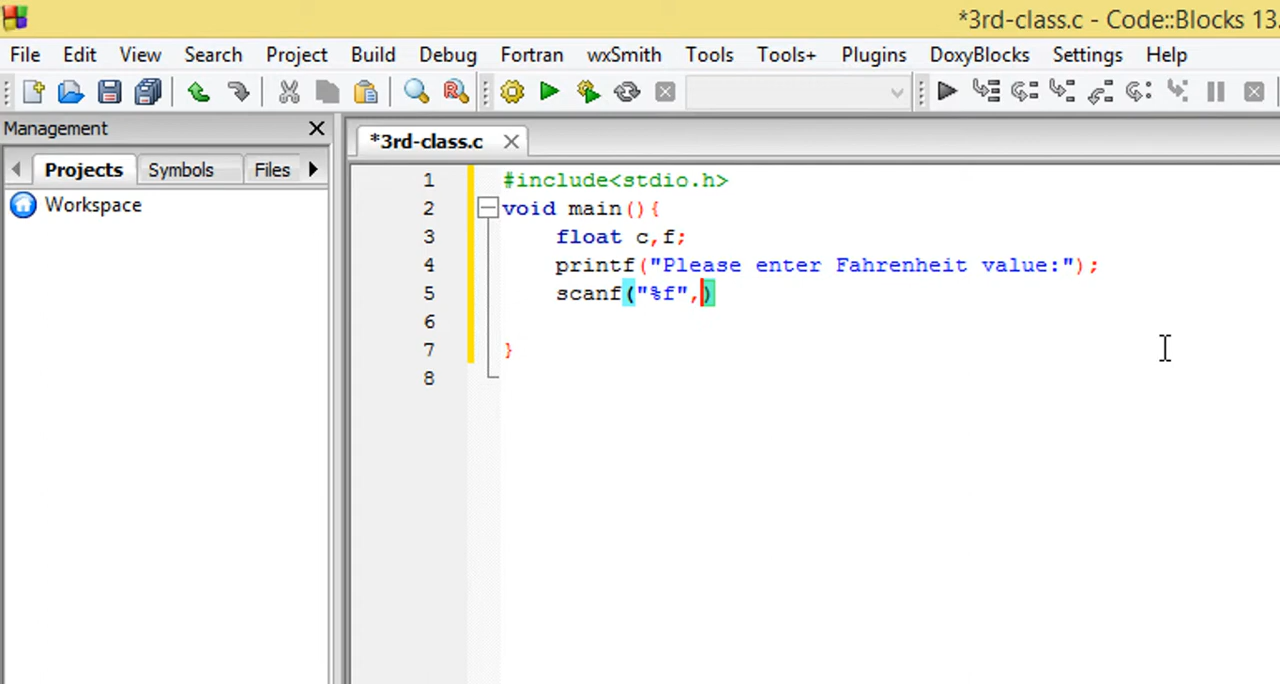 *3rd-class.c - Code::Blocks 13.
File Edit View Search Project Build Debug Fortran wxSmith Tools Tools+ Plugins DoxyBlocks Settings Help
Management
*3rd-class.c
Projects Symbols Files
Workspace
1 #include<stdio.h>
2 void main(){
3 float c,f;
4 printf("Please enter Fahrenheit value:");
5 scanf("%f",)
6
7 }
8